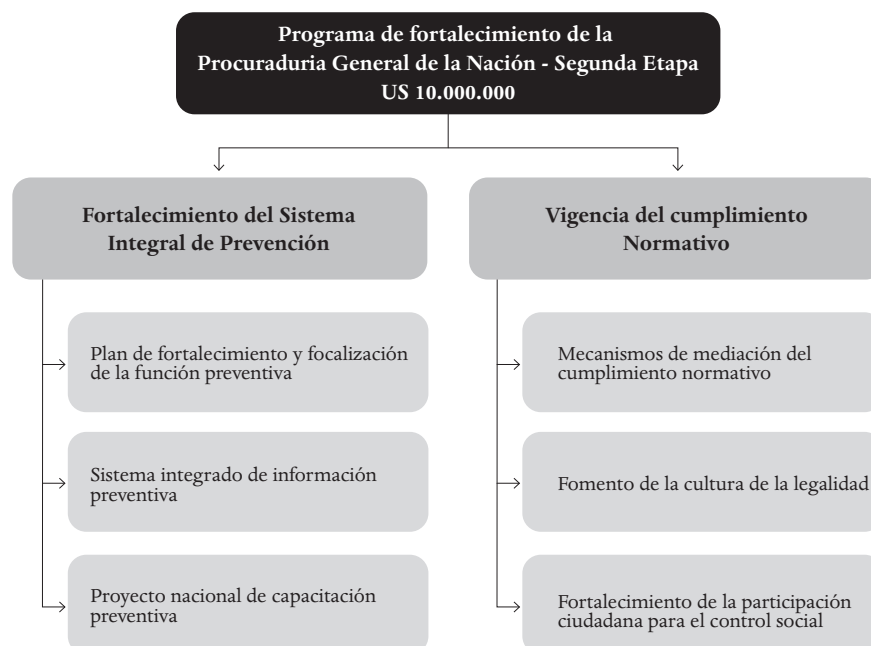 Programa de fortalecimiento de la
Procuraduria General de la Nación - Segunda Etapa
US 10.000.000
Fortalecimiento del Sistema
Integral de Prevención
Plan de fortalecimiento y focalización
de la función preventiva
Sistema integrado de información
preventiva
Proyecto nacional de capacitación
preventiva
Vigencia del cumplimiento
Normativo
Mecanismos de mediación del
cumplimiento normativo
Fomento de la cultura de la legalidad
Fortalecimiento de la participación
ciudadana para el control social